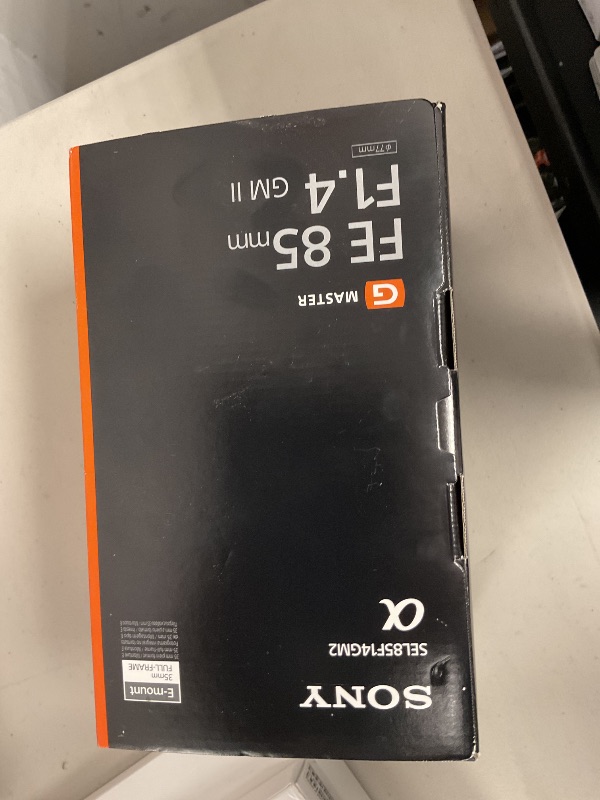 SONY
SEL85F14GM2
α
E-mount
35mm
FULL-FRAME
G MASTER
FE 85mm
F1.4 GM II
ϕ77mm